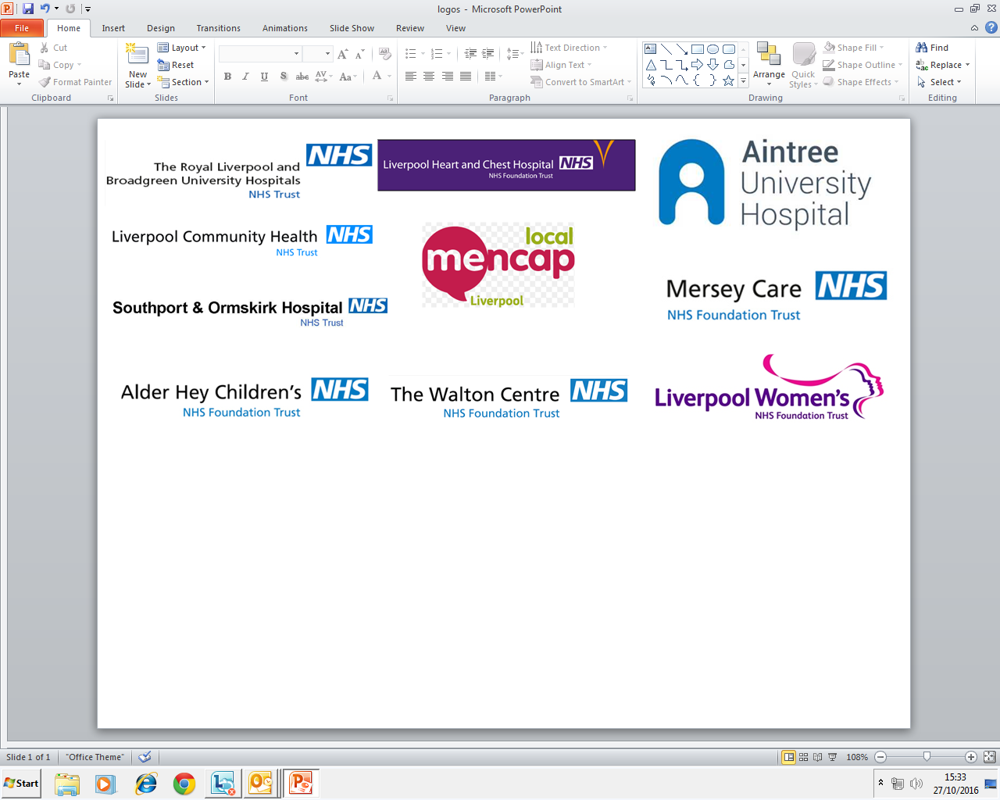 logos - Microsoft PowerPoint
File Home Insert Design Transitions Animations Slide Show Review View
Paste
Cut
Copy
Format Painter
Clipboard
New
Slide
Layout
Reset
Section
Slides
B I U S abc AV Aa A
Font
Text Direction
Align Text
Convert to SmartArt
Paragraph
Arrange
Quick
Styles
Shape Fill
Shape Outline
Shape Effects
Drawing
Find
Replace
Select
Editing
NHS
The Royal Liverpool and
Broadgreen University Hospitals
NHS Trust
Liverpool Heart and Chest Hospital NHS
NHS Foundation Trust
Aintree
University
Hospital
Liverpool Community Health NHS
NHS Trust
local
mencap
Liverpool
Mersey Care NHS
NHS Foundation Trust
Southport & Ormskirk Hospital NHS
NHS Trust
Alder Hey Children's NHS
NHS Foundation Trust
The Walton Centre NHS
NHS Foundation Trust
Liverpool Women's
NHS Foundation Trust
Slide 1 of 1 "Office Theme" 108%
Start
15:33
27/10/2016